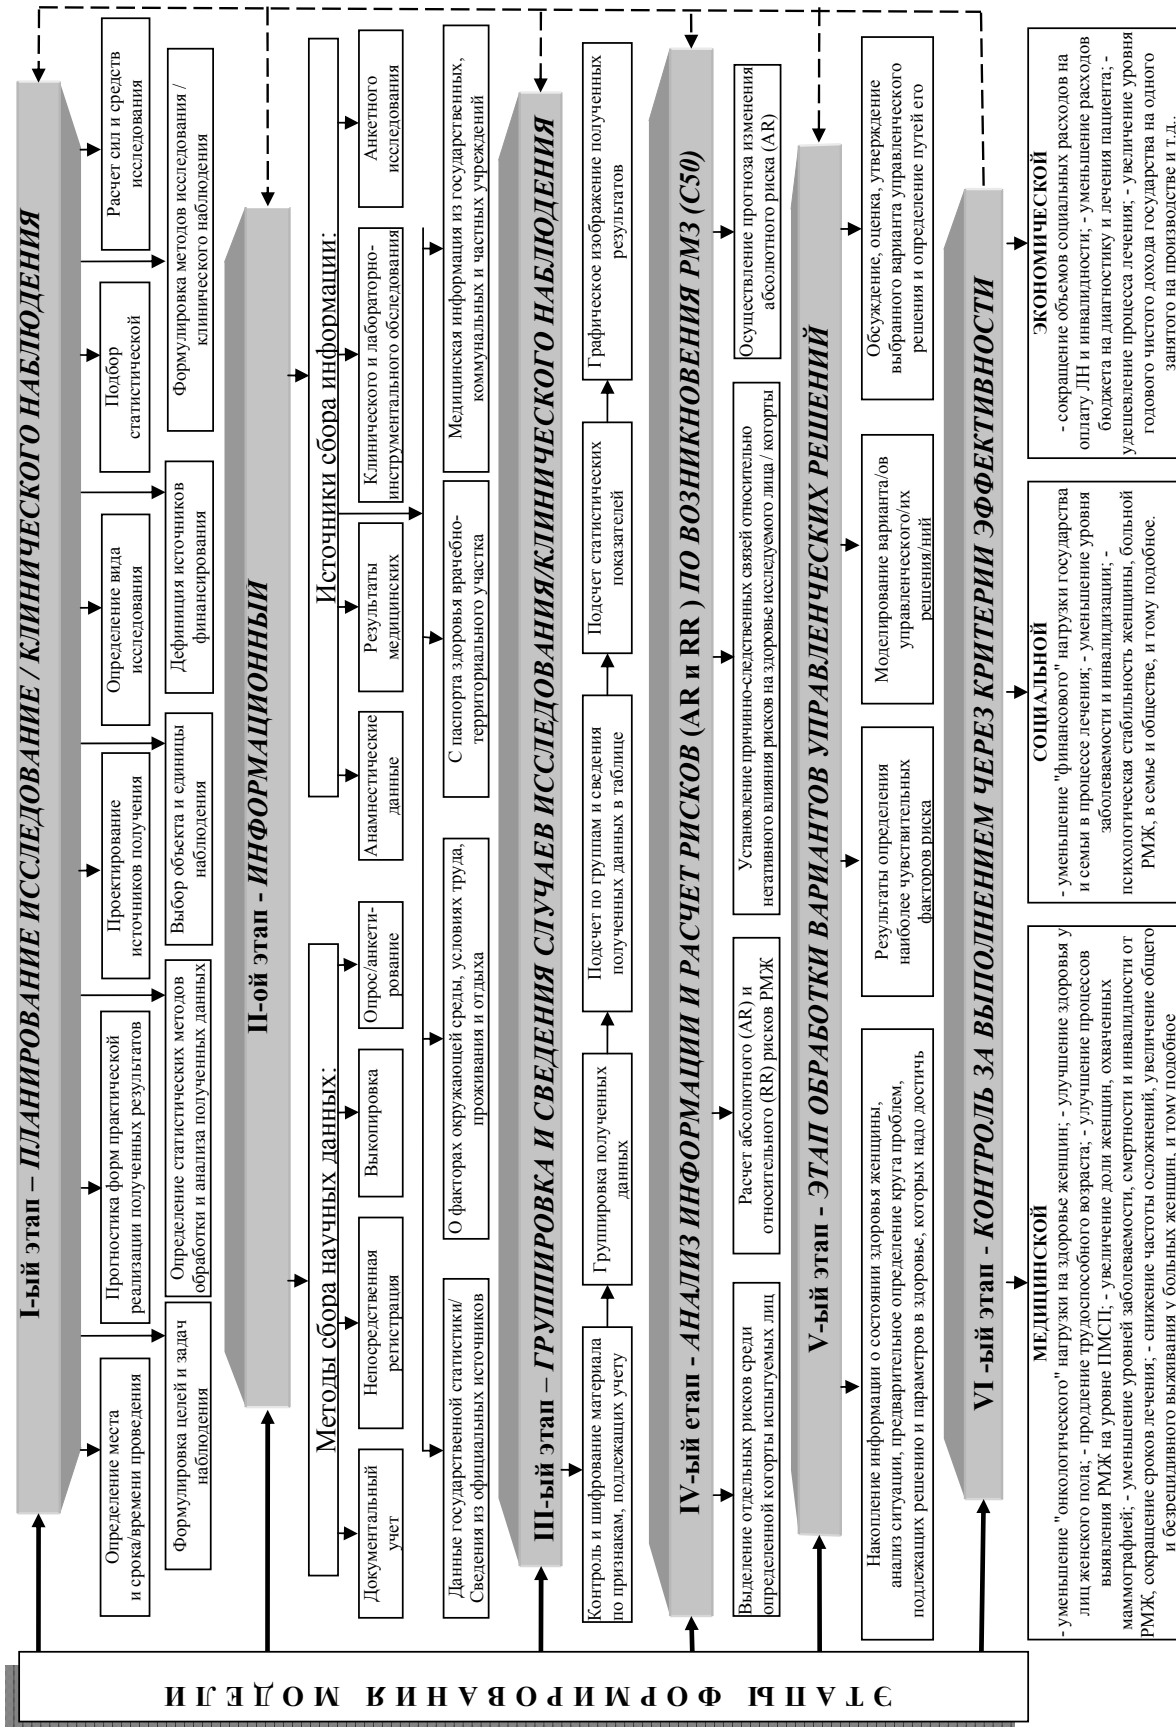 ЭТАПЫ ФОРМИРОВАНИЯ МОДЕЛИ
I-ый этап – ПЛАНИРОВАНИЕ ИССЛЕДОВАНИЕ / КЛИНИЧЕСКОГО НАБЛЮДЕНИЯ
Определение места
и срока/времени проведения
Прогностика форм практической
реализации полученных результатов
Проектирование
источников получения
Определение вида
исследования
Подбор
статистической
Расчет сил и средств
исследования
Формулировка целей и задач
наблюдения
Определение статистических методов
обработки и анализа полученных данных
Выбор объекта и единицы
наблюдения
Дефиниция источников
финансирования
Формулировка методов исследования /
клинического наблюдения
II-ой этап - ИНФОРМАЦИОННЫЙ
Методы сбора научных данных:
Источники сбора информации:
Документальный
учет
Непосредственная
регистрация
Выкопировка
Опрос/анкети-
рование
Анамнестические
данные
Результаты
медицинских
Клинического и лабораторно-
инструментального обследования
Анкетного
исследования
Данные государственной статистики/
Сведения из официальных источников
О факторах окружающей среды, условиях труда,
проживания и отдыха
С паспорта здоровья врачебно-
территориального участка
Медицинская информация из государственных,
коммунальных и частных учреждений
III-ый этап – ГРУППИРОВКА И СВЕДЕНИЯ СЛУЧАЕВ ИССЛЕДОВАНИЯ/КЛИНИЧЕСКОГО НАБЛЮДЕНИЯ
Контроль и шифрование материала
по признакам, подлежащих учету
Группировка полученных
данных
Подсчет по группам и сведения
полученных данных в таблице
Подсчет статистических
показателей
Графическое изображение полученных
результатов
IV-ый етап - АНАЛИЗ ИНФОРМАЦИИ И РАСЧЕТ РИСКОВ (AR и RR ) ПО ВОЗНИКНОВЕНИЯ РМЗ (С50)
Выделение отдельных рисков среди
определенной когорты испытуемых лиц
Расчет абсолютного (AR) и
относительного (RR) рисков РМЖ
Установление причинно-следственных связей относительно
негативного влияния рисков на здоровье исследуемого лица/ когорты
Осуществление прогноза изменения
абсолютного риска (AR)
V-ый этап - ЭТАП ОБРАБОТКИ ВАРИАНТОВ УПРАВЛЕНЧЕСКИХ РЕШЕНИЙ
Накопление информации о состоянии здоровья женщины,
анализ ситуации, предварительное определение круга проблем,
подлежащих решению и параметров в здоровье, которых надо достичь
Результаты определения
наиболее чувствительных
факторов риска
Моделирование варианта/ов
управленческого/их
решения/ний
Обсуждение, оценка, утверждение
выбранного варианта управленческого
решения и определение путей его
VI -ый этап - КОНТРОЛЬ ЗА ВЫПОЛНЕНИЕМ ЧЕРЕЗ КРИТЕРИИ ЭФФЕКТИВНОСТИ
МЕДИЦИНСКОЙ
- уменьшение "онкологического" нагрузки на здоровье женщин; - улучшение здоровья у
лиц женского пола; - продление трудоспособного возраста; - улучшение процессов
выявления РМЖ на уровне ПМСП; - увеличение доли женщин, охваченных
маммографией; - уменьшение уровней заболеваемости, смертности и инвалидности от
РМЖ, сокращение сроков лечения; - снижение частоты осложнений, увеличение общего
и безрецидивного выживания у больных женщин, и тому подобное
СОЦИАЛЬНОЙ
- уменьшение "финансового" нагрузки государства
и семьи в процессе лечения; - уменьшение уровня
заболеваемости и инвалидизации; -
психологическая стабильность женщины, больной
РМЖ, в семье и обществе, и тому подобное.
ЭКОНОМИЧЕСКОЙ
- сокращение объемов социальных расходов на
оплату ЛН и инвалидности; - уменьшение расходов
бюджета на диагностику и лечения пациента; -
удешевление процесса лечения; - увеличение уровня
годового чистого дохода государства на одного
занятого на производстве и т.д..